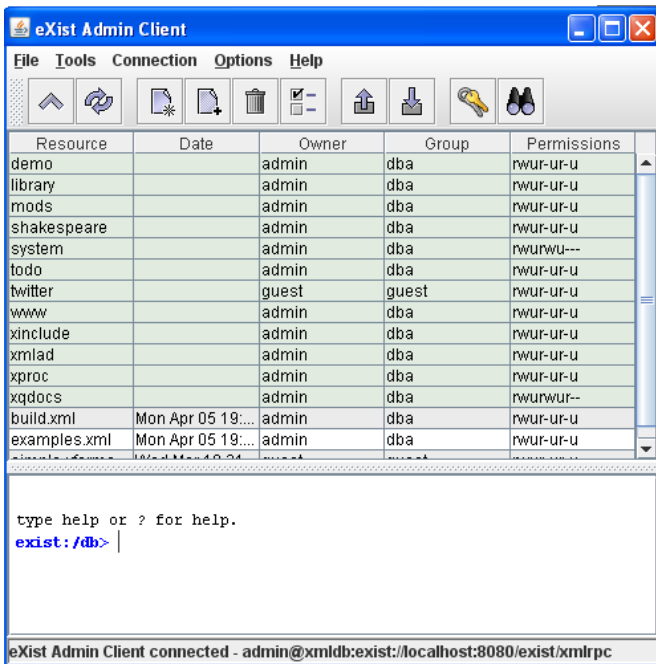 eXist Admin Client
File Tools Connection Options Help
Resource Date Owner Group Permissions
demo admin dba rwur-ur-u
library admin dba rwur-ur-u
mods admin dba rwur-ur-u
shakespeare admin dba rwur-ur-u
system admin dba rwurwu---
todo admin dba rwur-ur-u
twitter guest guest rwur-ur-u
www admin dba rwur-ur-u
xinclude admin dba rwur-ur-u
xmlad admin dba rwur-ur-u
xproc admin dba rwur-ur-u
xqdocs admin dba rwurwur--
build.xml Mon Apr 05 19:... admin dba rwur-ur-u
examples.xml Mon Apr 05 19:... admin dba rwur-ur-u
type help or ? for help.
exist:/db>
eXist Admin Client connected - admin@xmldb:exist://localhost:8080/exist/xmlrpc